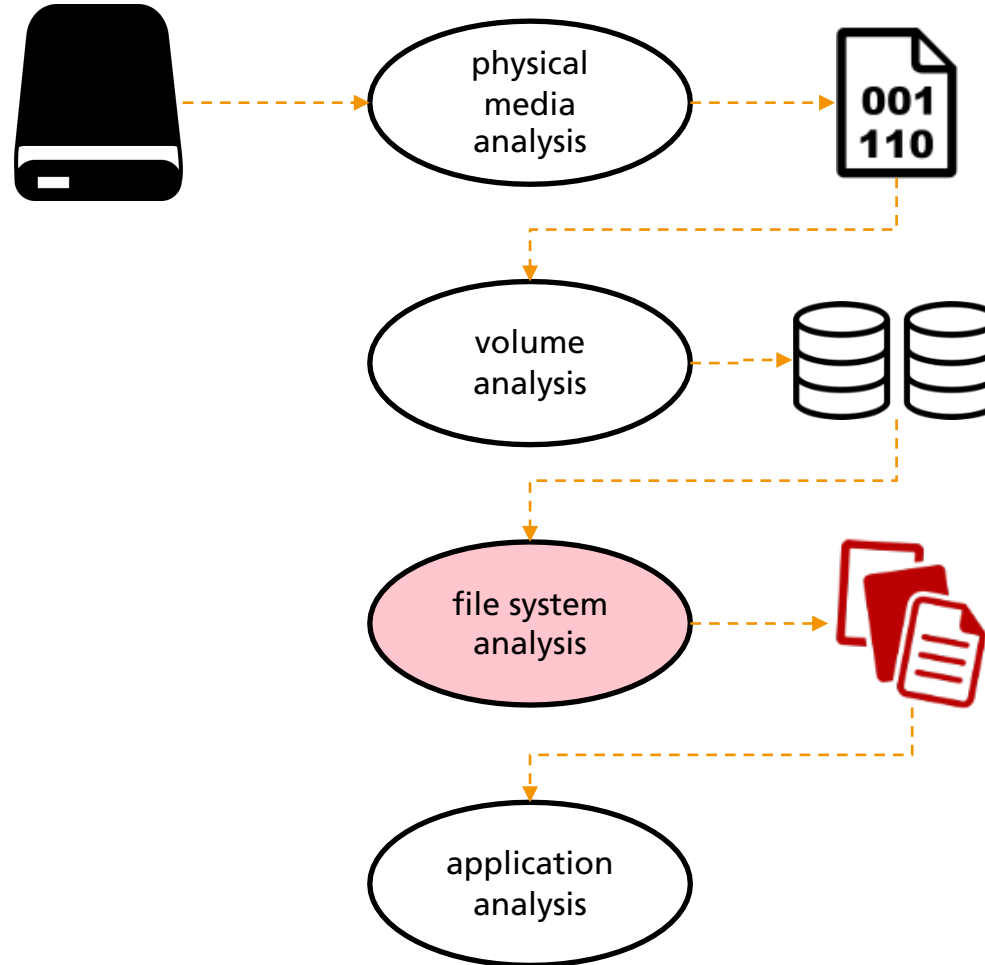 physical
media
analysis
001
110
volume
analysis
file system
analysis
application
analysis